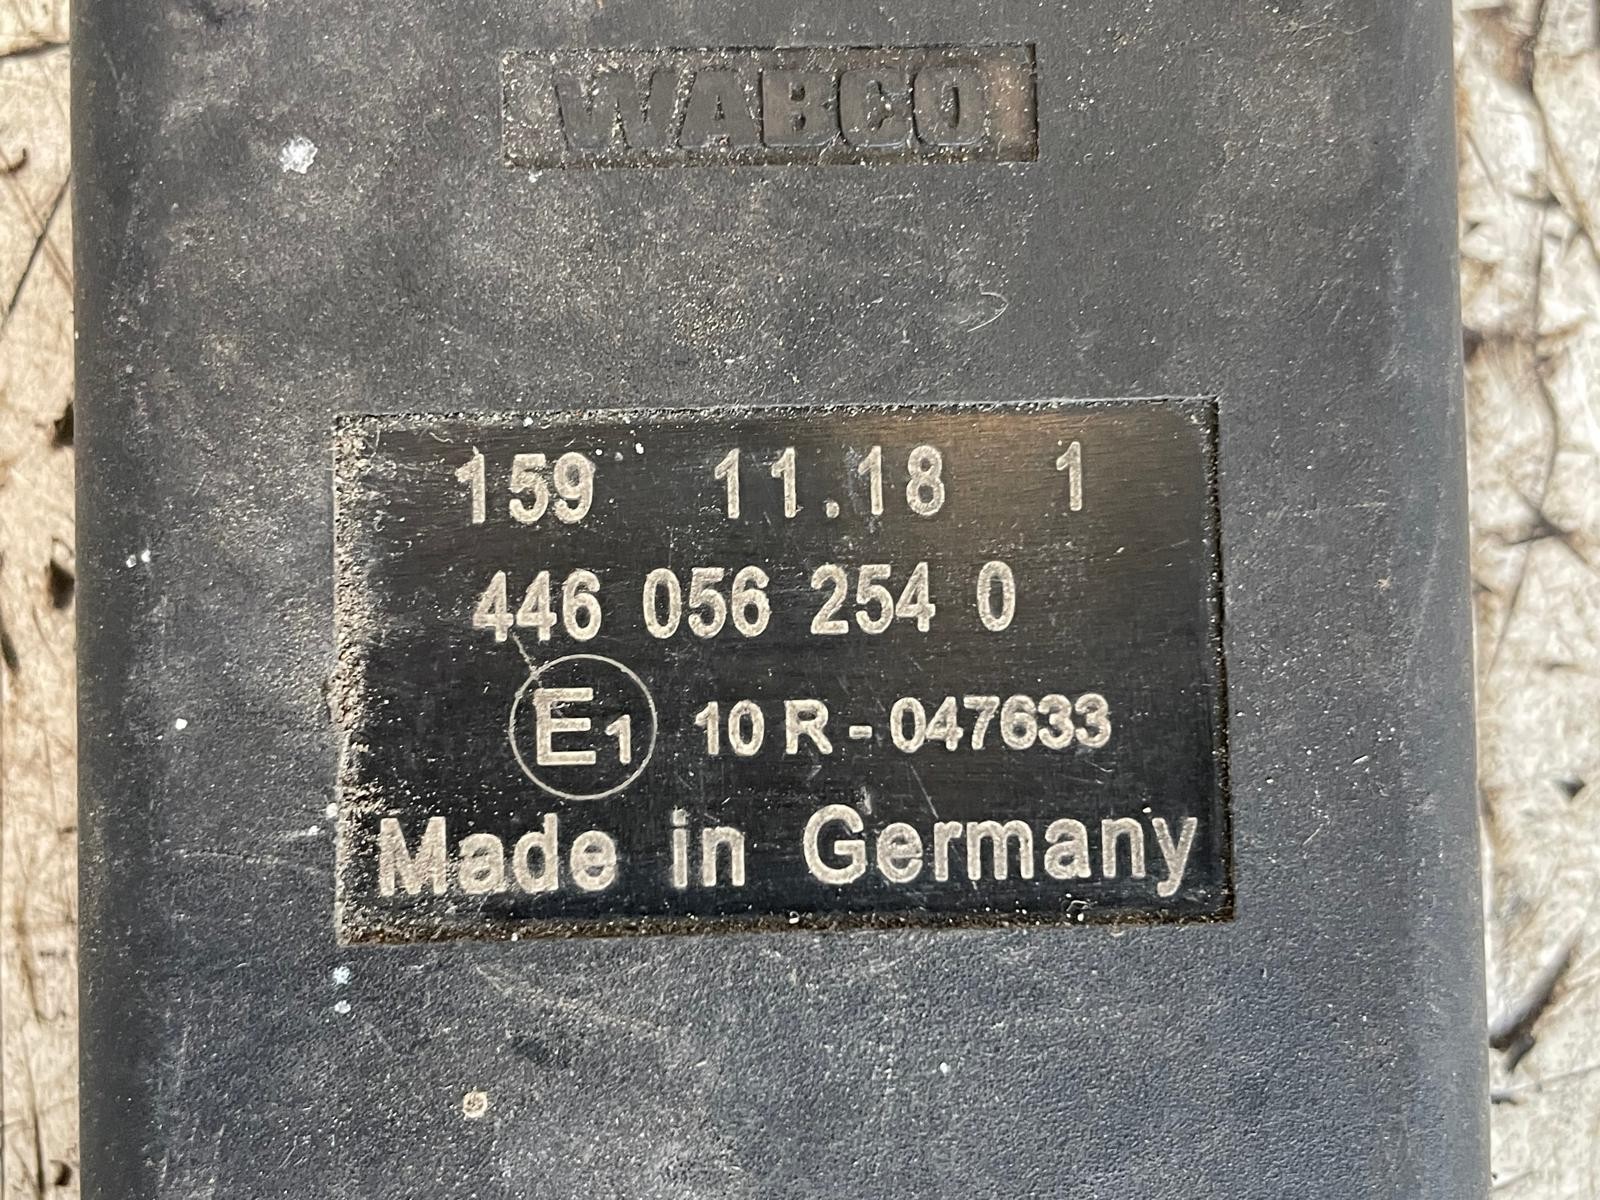 WABCO
159 11.18 1
446 056 254 0
E1 10 R - 047633
Made in Germany